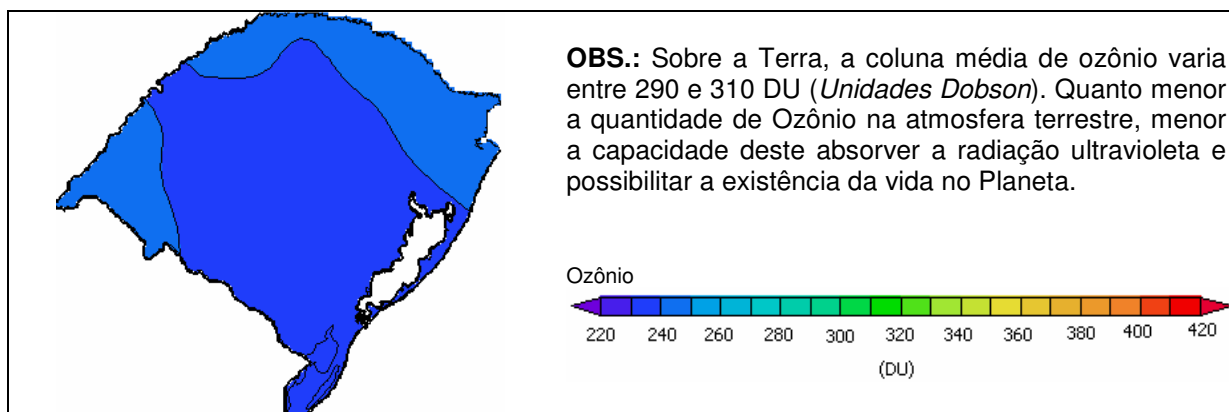 OBS.: Sobre a Terra, a coluna média de ozônio varia
entre 290 e 310 DU (Unidades Dobson). Quanto menor
a quantidade de Ozônio na atmosfera terrestre, menor
a capacidade deste absorver a radiação ultravioleta e
possibilitar a existência da vida no Planeta.
Ozônio
220 240 260 280 300 320 340 360 380 400 420
(DU)